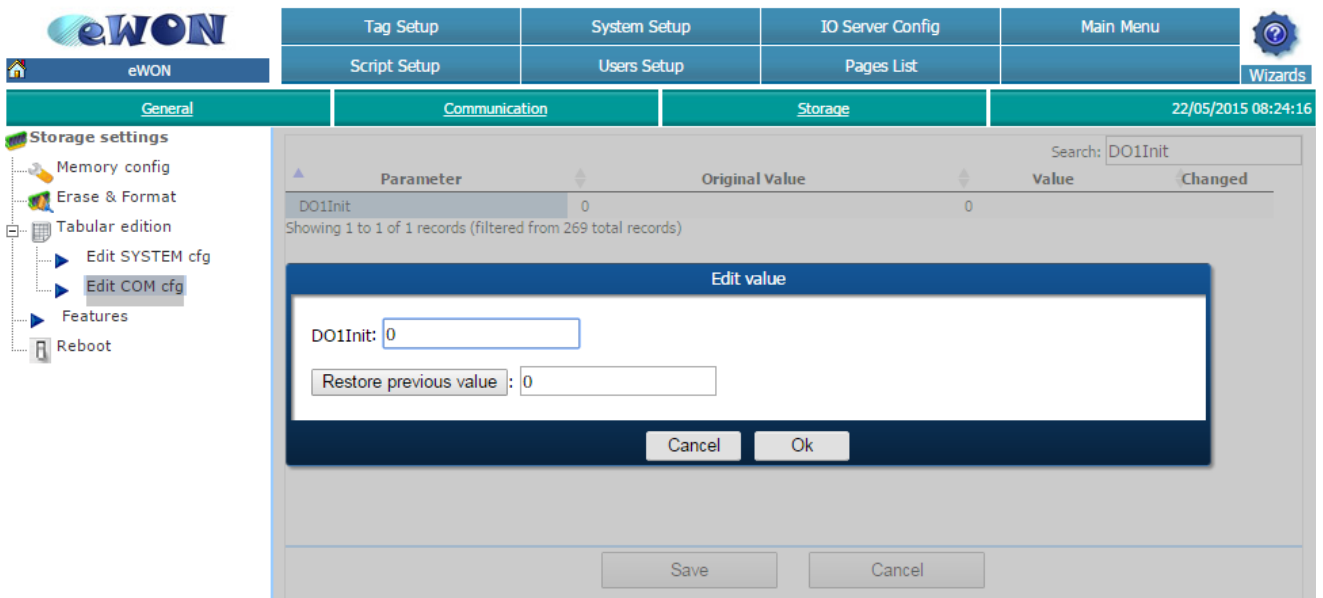 eWON
Tag Setup
System Setup
IO Server Config
Main Menu
eWON
Script Setup
Users Setup
Pages List
Wizards
General
Communication
Storage
22/05/2015 08:24:16
Storage settings
Memory config
Erase & Format
Tabular edition
Edit SYSTEM cfg
Edit COM cfg
Features
Reboot
Search: DO1Init
Parameter Original Value Value Changed
DO1Init 0 0
Showing 1 to 1 of 1 records (filtered from 269 total records)
Edit value
DO1Init: 0
Restore previous value : 0
Cancel Ok
Save Cancel